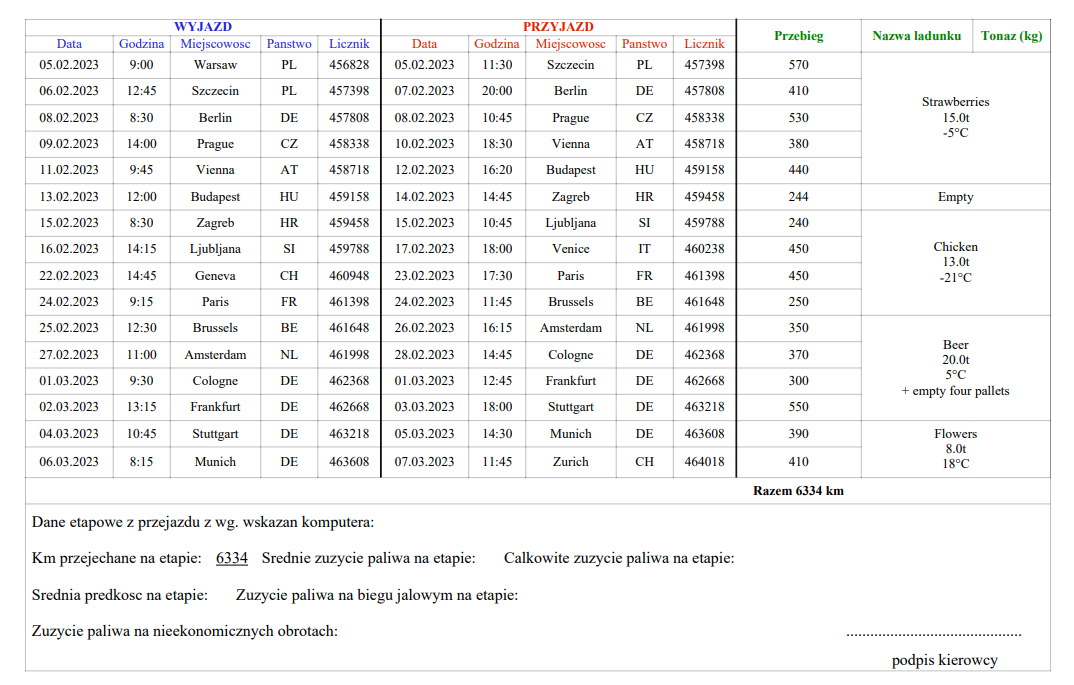 WYJAZD PRZYJAZD Przebieg Nazwa ladunku Tonaz (kg)
Data Godzina Miejscowosc Panstwo Licznik Data Godzina Miejscowosc Panstwo Licznik
05.02.2023 9:00 Warsaw PL 456828 05.02.2023 11:30 Szczecin PL 457398 570
06.02.2023 12:45 Szczecin PL 457398 07.02.2023 20:00 Berlin DE 457808 410
08.02.2023 8:30 Berlin DE 457808 08.02.2023 10:45 Prague CZ 458338 530
09.02.2023 14:00 Prague CZ 458338 10.02.2023 18:30 Vienna AT 458718 380
11.02.2023 9:45 Vienna AT 458718 12.02.2023 16:20 Budapest HU 459158 440
Strawberries
15.0t
-5°C
13.02.2023 12:00 Budapest HU 459158 14.02.2023 14:45 Zagreb HR 459458 244 Empty
15.02.2023 8:30 Zagreb HR 459458 15.02.2023 10:45 Ljubljana SI 459788 240
16.02.2023 14:15 Ljubljana SI 459788 17.02.2023 18:00 Venice IT 460238 450
22.02.2023 14:45 Geneva CH 460948 23.02.2023 17:30 Paris FR 461398 450
24.02.2023 9:15 Paris FR 461398 24.02.2023 11:45 Brussels BE 461648 250
Chicken
13.0t
-21°C
25.02.2023 12:30 Brussels BE 461648 26.02.2023 16:15 Amsterdam NL 461998 350
27.02.2023 11:00 Amsterdam NL 461998 28.02.2023 14:45 Cologne DE 462368 370
01.03.2023 9:30 Cologne DE 462368 01.03.2023 12:45 Frankfurt DE 462668 300
02.03.2023 13:15 Frankfurt DE 462668 03.03.2023 18:00 Stuttgart DE 463218 550
Beer
20.0t
5°C
+ empty four pallets
04.03.2023 10:45 Stuttgart DE 463218 05.03.2023 14:30 Munich DE 463608 390
06.03.2023 8:15 Munich DE 463608 07.03.2023 11:45 Zurich CH 464018 410
Flowers
8.0t
18°C
Razem 6334 km
Dane etapowe z przejazdu z wg. wskazan komputera:
Km przejechane na etapie: 6334 Srednie zuzycie paliwa na etapie: Calkowite zuzycie paliwa na etapie:
Srednia predkosc na etapie: Zuzycie paliwa na biegu jalowym na etapie:
Zuzycie paliwa na nieekonomicznych obrotach: ............................................
podpis kierowcy